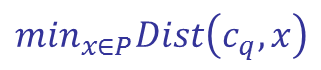 min_{x∈P} Dist(c_q, x)